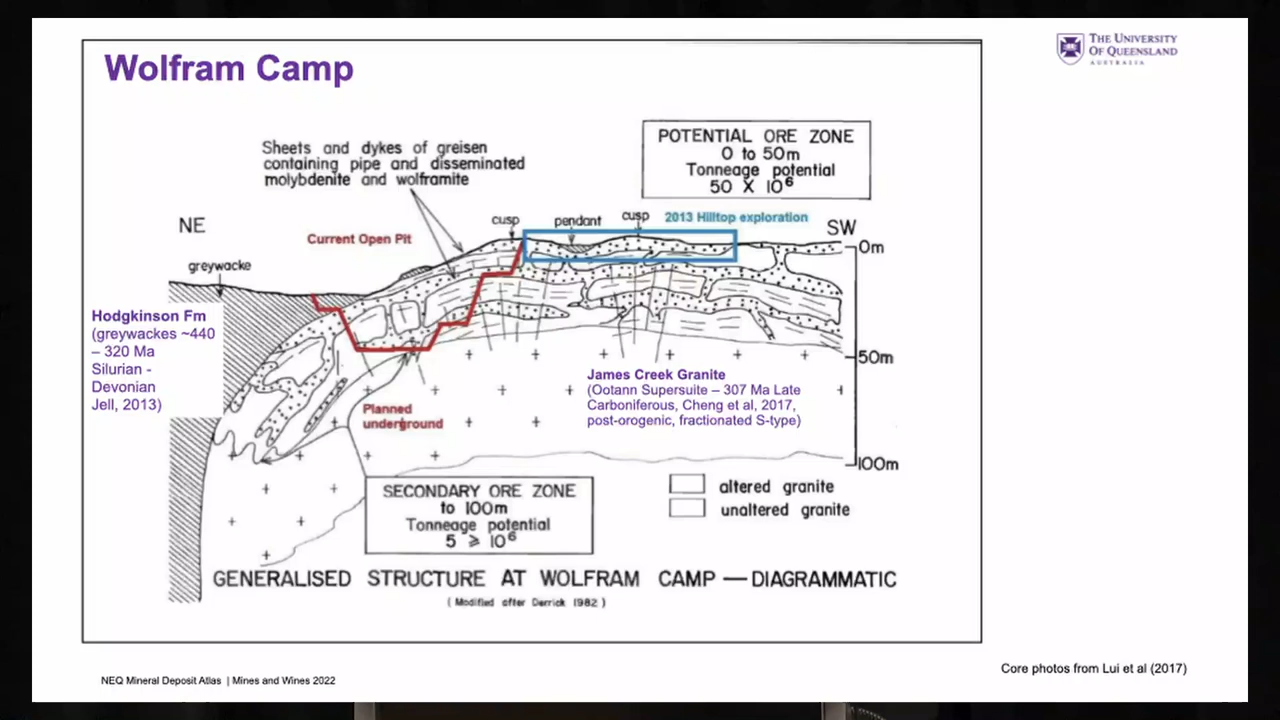 Wolfram Camp
THE UNIVERSITY
OF QUEENSLAND
AUSTRALIA
Sheets and dykes of greisen
containing pipe and disseminated
molybdenite and wolframite
POTENTIAL ORE ZONE
0 to 50m
Tonneage potential
50 X 10⁶
NE
Current Open Pit
cusp
pendant
cusp
2013 Hilltop exploration
SW
0m
greywacke
Hodgkinson Fm
(greywackes ~440
– 320 Ma
Silurian -
Devonian
Jell, 2013)
50m
James Creek Granite
(Ootann Supersuite – 307 Ma Late
Carboniferous, Cheng et al, 2017,
post-orogenic, fractionated S-type)
Planned
underground
100m
SECONDARY ORE ZONE
to 100m
Tonneage potential
5 ⩾ 10⁶
altered granite
unaltered granite
GENERALISED STRUCTURE AT WOLFRAM CAMP — DIAGRAMMATIC
( Modified after Derrick 1982 )
Core photos from Lui et al (2017)
NEQ Mineral Deposit Atlas | Mines and Wines 2022